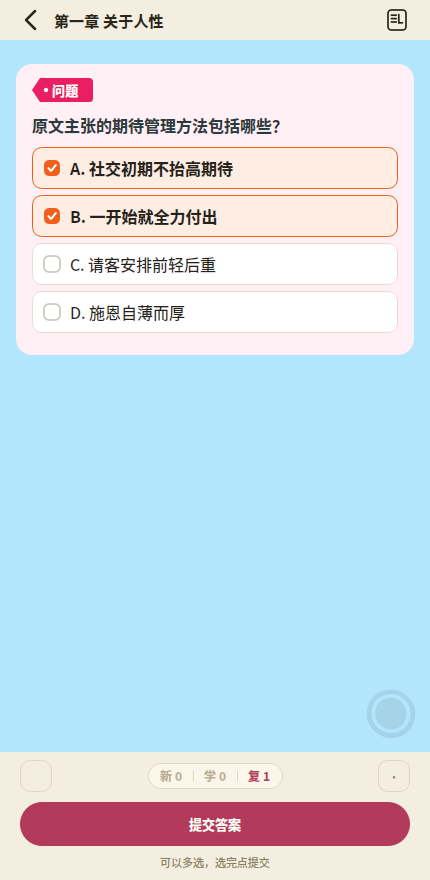 第一章 关于人性
问题
原文主张的期待管理方法包括哪些?
A. 社交初期不抬高期待
B. 一开始就全力付出
C. 请客安排前轻后重
D. 施恩自薄而厚
新 0 学 0 复 1
提交答案
可以多选，选完点提交